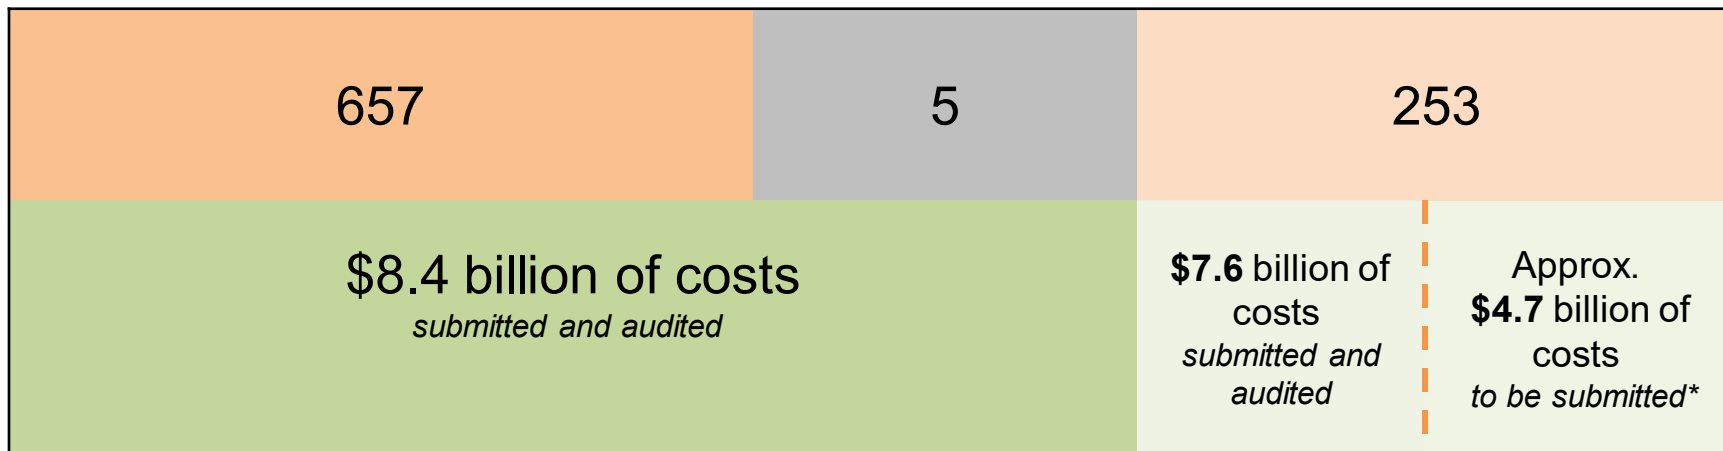 657
5
253
$8.4 billion of costs
submitted and audited
$7.6 billion of
costs
submitted and
audited
Approx.
$4.7 billion of
costs
to be submitted*